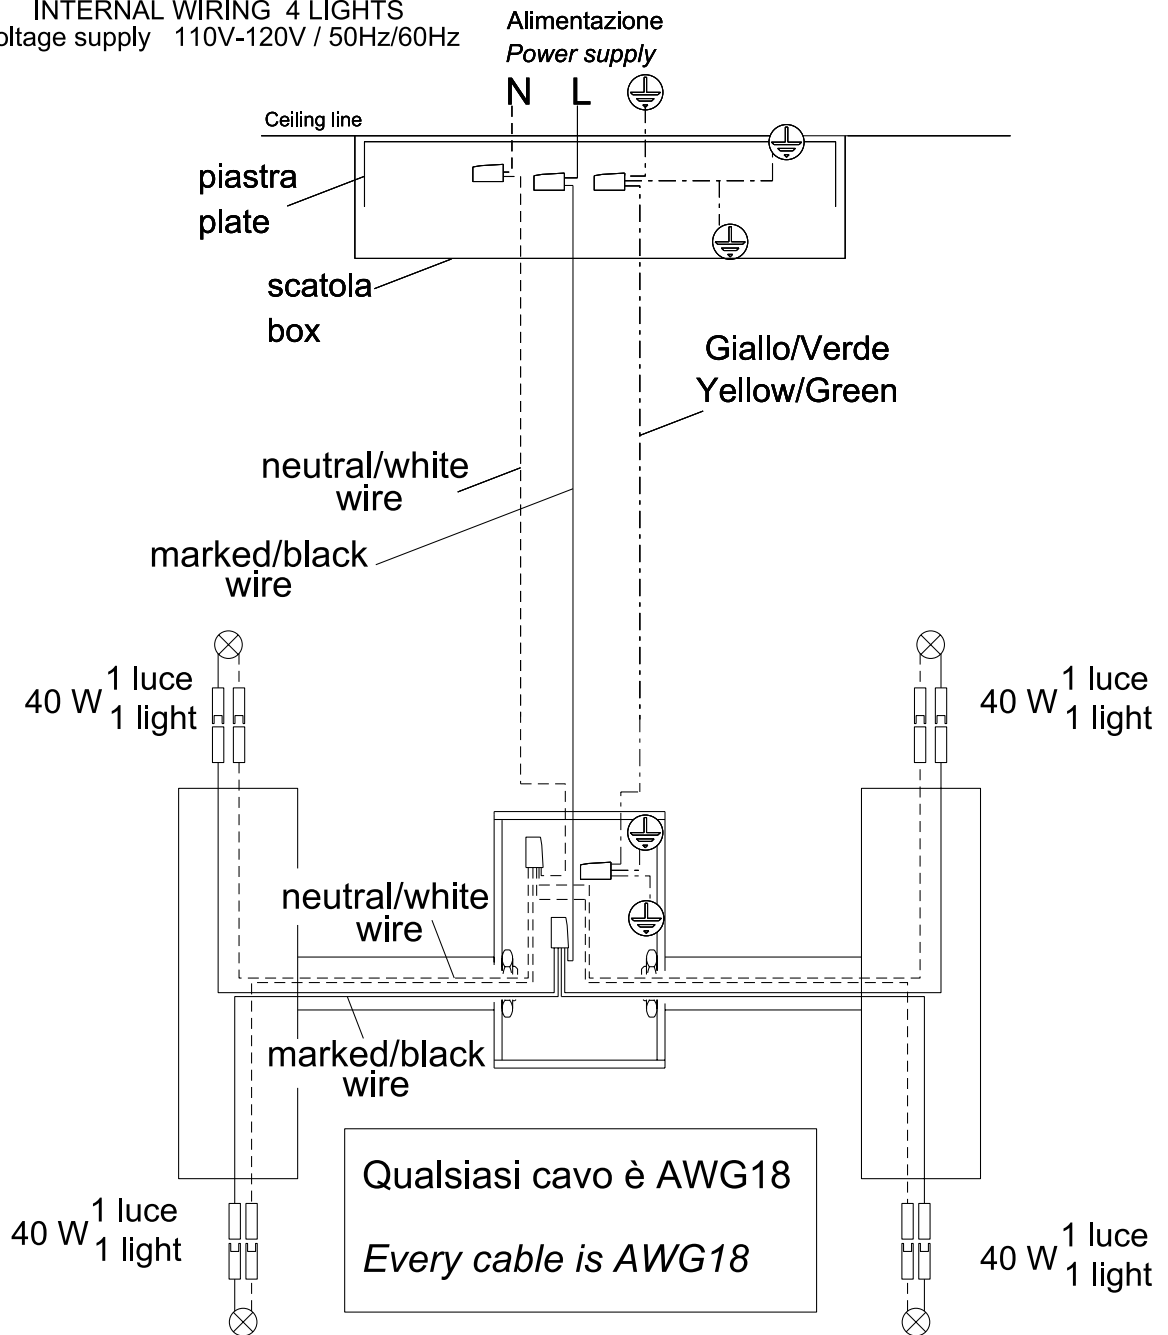 INTERNAL WIRING 4 LIGHTS
oltage supply 110V-120V / 50Hz/60Hz
Alimentazione
Power supply
N L
Ceiling line
piastra
plate
scatola
box
Giallo/Verde
Yellow/Green
neutral/white
wire
marked/black
wire
40 W 1 luce
1 light
40 W 1 luce
1 light
neutral/white
wire
marked/black
wire
Qualsiasi cavo è AWG18
Every cable is AWG18
40 W 1 luce
1 light
40 W 1 luce
1 light